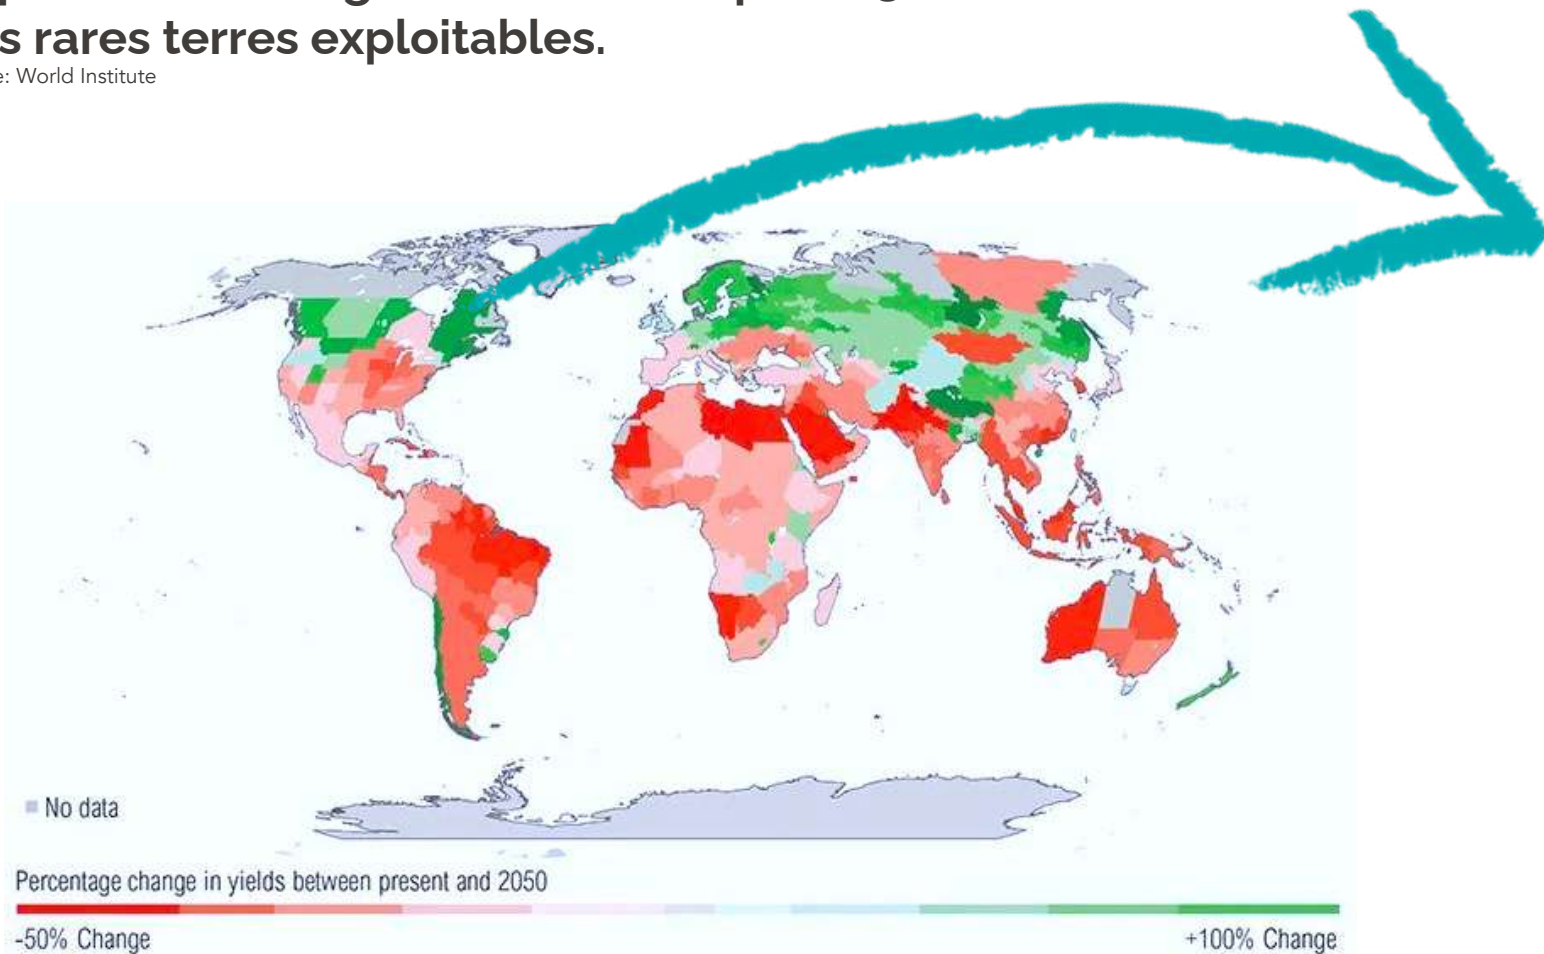 s rares terres exploitables.
e: World Institute
No data
Percentage change in yields between present and 2050
-50% Change
+100% Change